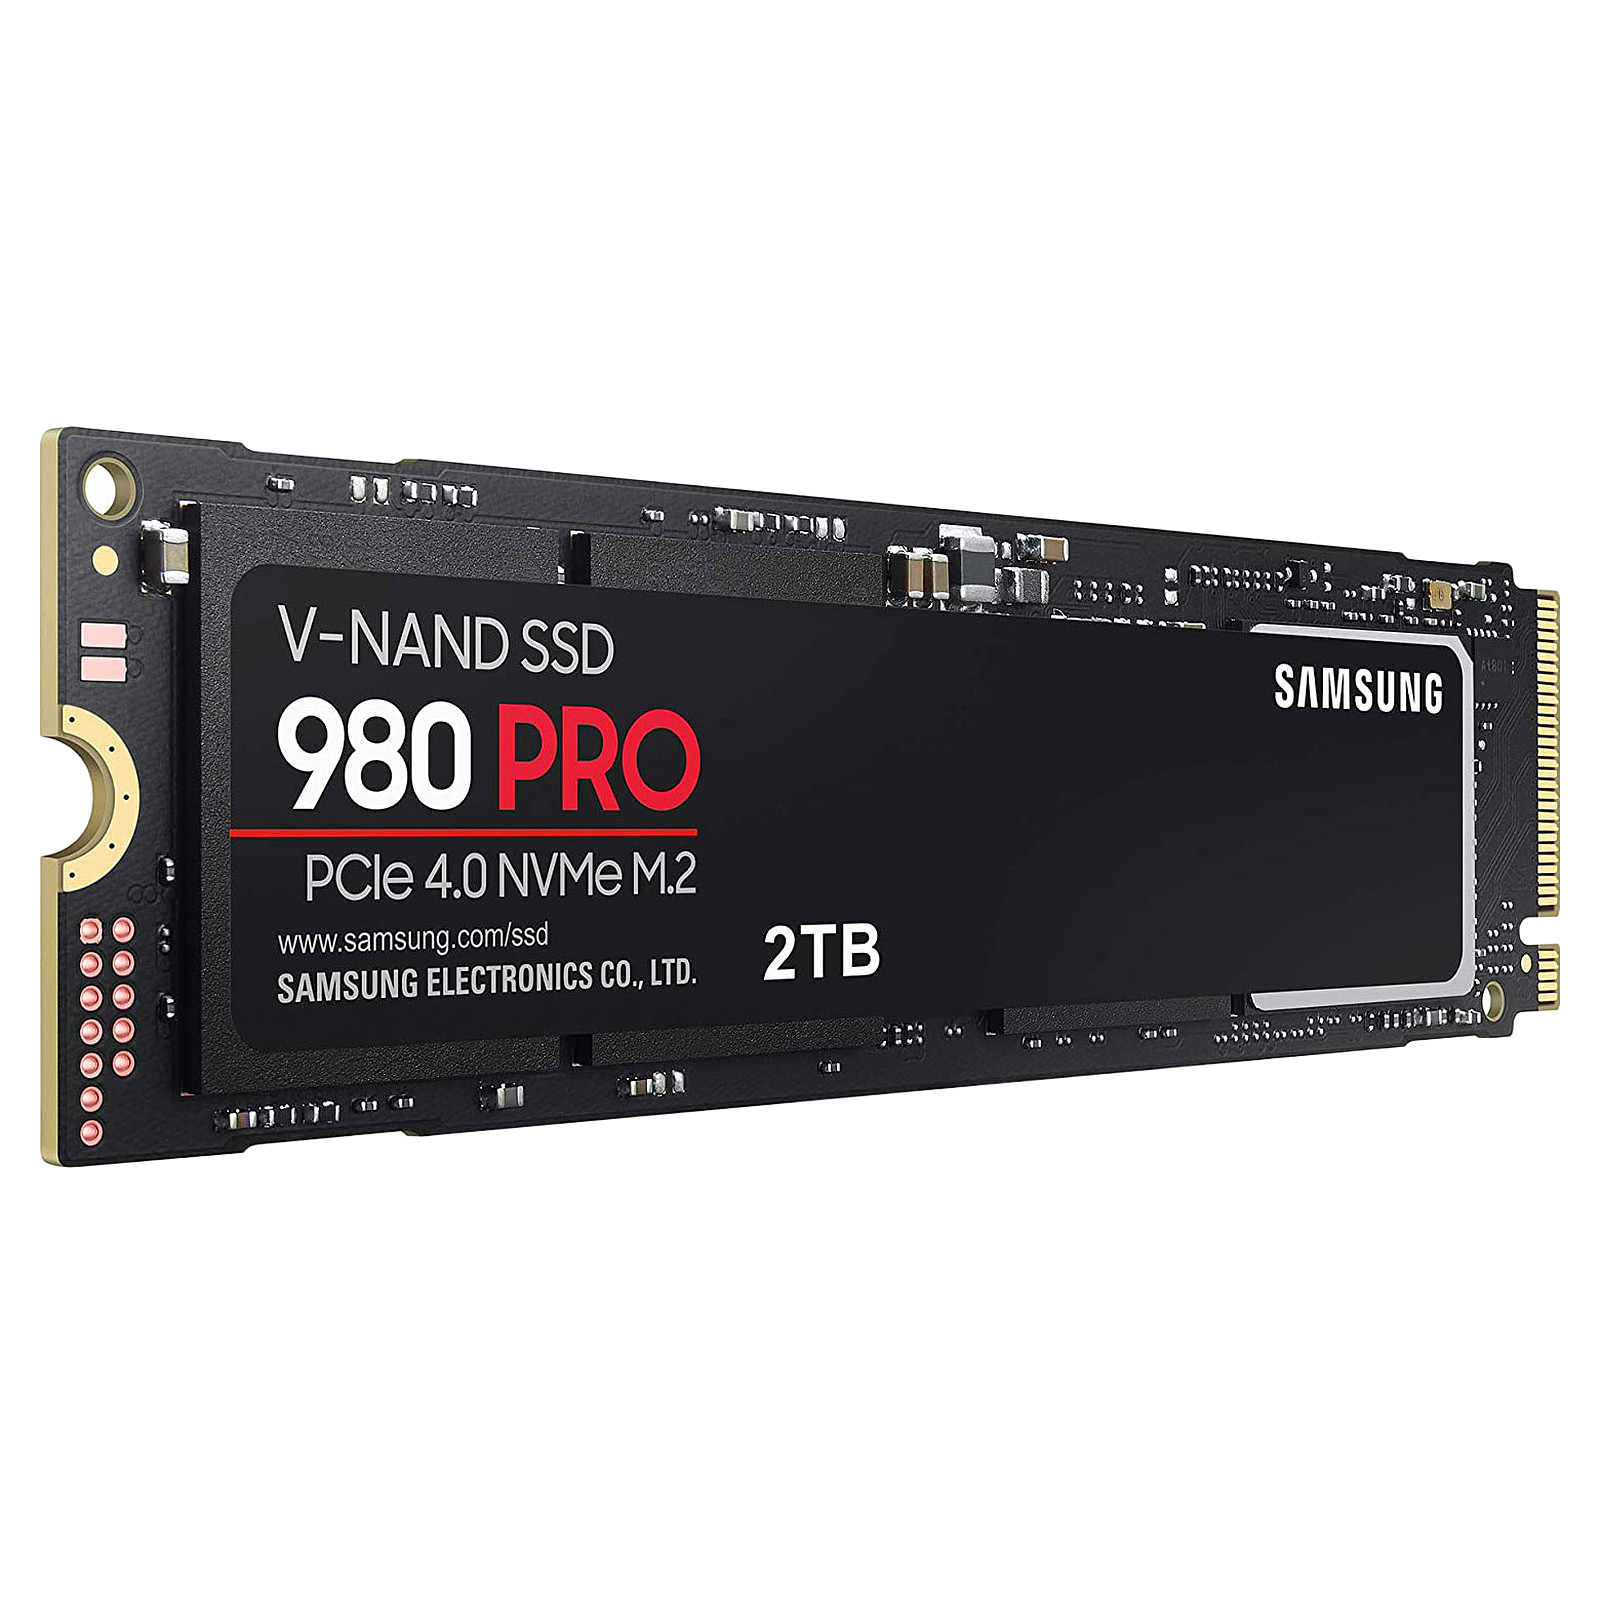 V-NAND SSD
SAMSUNG
980 PRO
PCIe 4.0 NVMe M.2
www.samsung.com/ssd
SAMSUNG ELECTRONICS CO., LTD.
2TB